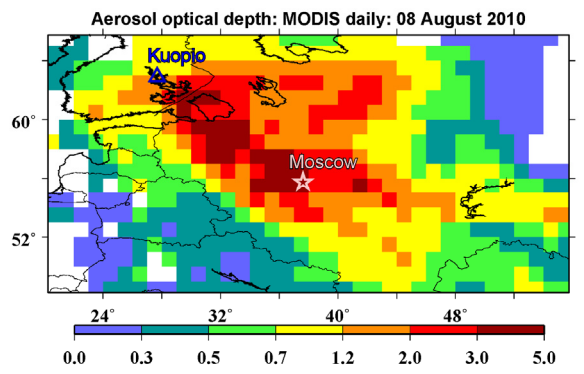 Aerosol optical depth: MODIS daily: 08 August 2010
Kuopio
60°
Moscow
52°
24° 32° 40° 48°
0.0 0.3 0.5 0.7 1.2 2.0 3.0 5.0